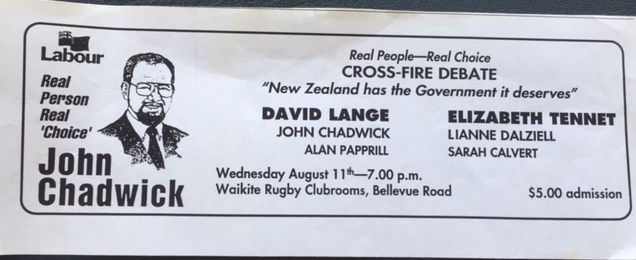 Labour
Real
Person
Real
'Choice'
John
Chadwick
Real People—Real Choice
CROSS-FIRE DEBATE
"New Zealand has the Government it deserves"
DAVID LANGE
JOHN CHADWICK
ALAN PAPPRILL
ELIZABETH TENNET
LIANNE DALZIELL
SARAH CALVERT
Wednesday August 11th—7.00 p.m.
Waikite Rugby Clubrooms, Bellevue Road
$5.00 admission